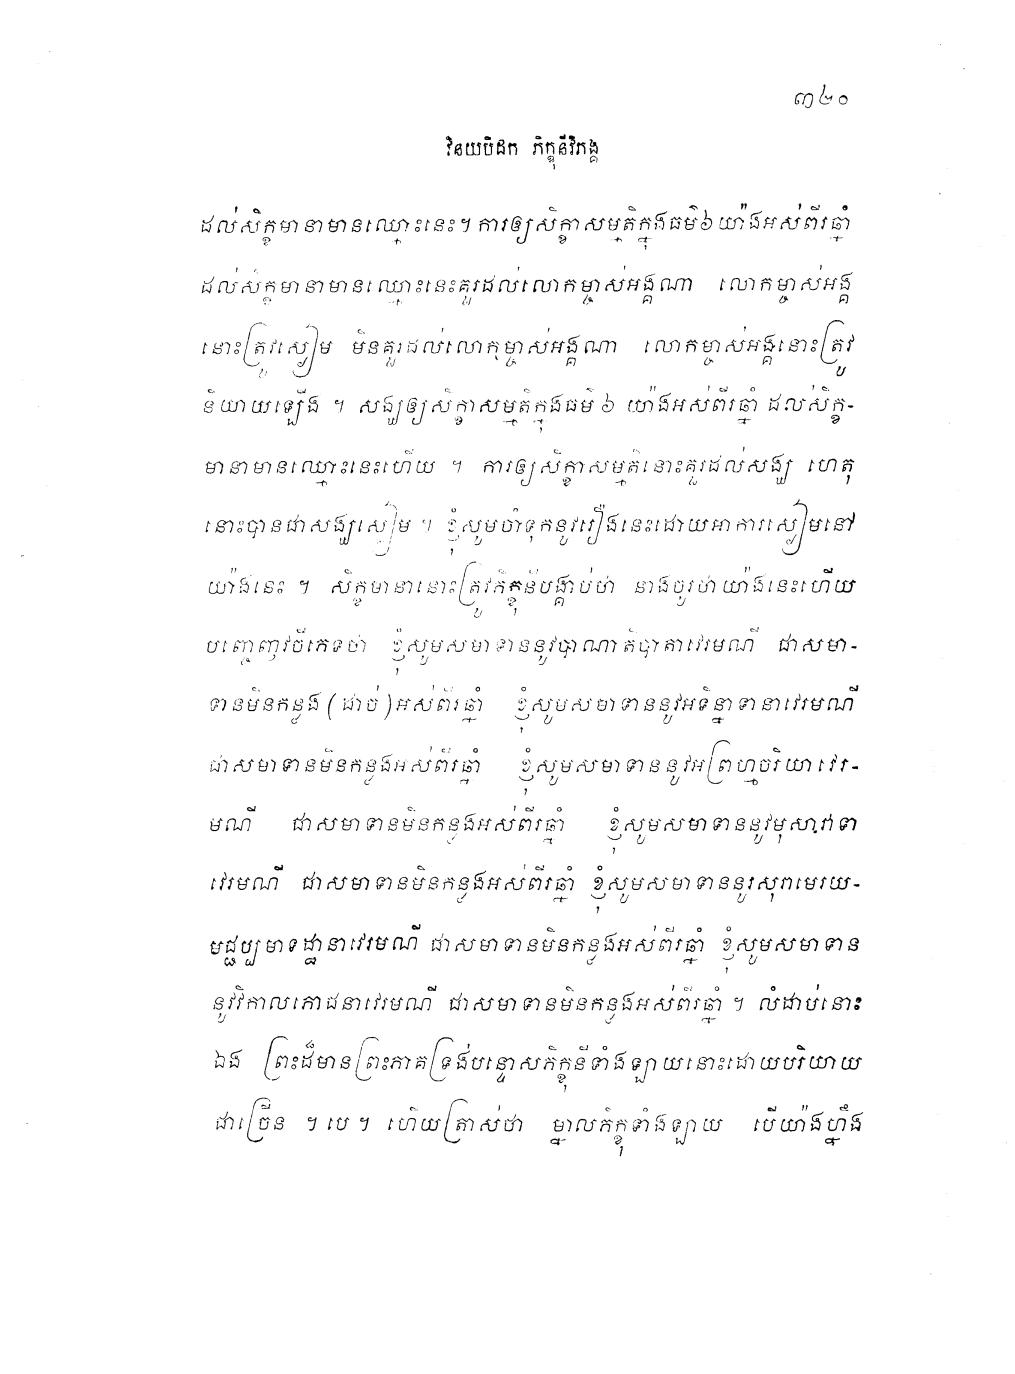 ៣៤០
វិនយបិដក ភិក្ខុនីវិភង្គ
ដល់សិក្ខមានាមានឈ្មោះនេះ។ ការឲ្យសិក្ខាសម្មតិក្នុងធម៌ ៦ យ៉ាងអស់ពីរឆ្នាំ
ដល់សិក្ខមានាមានឈ្មោះនេះគួរដល់លោកម្ចាស់អង្គណា លោកម្ចាស់អង្គ
នោះត្រូវស្ងៀម មិនគួរដល់លោកម្ចាស់អង្គណា លោកម្ចាស់អង្គនោះត្រូវ
និយាយឡើង ។ សង្ឃឲ្យសិក្ខាសម្មតិក្នុងធម៌ ៦ យ៉ាងអស់ពីរឆ្នាំ ដល់សិក្ខ-
មានាមានឈ្មោះនេះហើយ ។ ការឲ្យសិក្ខាសម្មតិនោះគួរដល់សង្ឃ ហេតុ
នោះបានជាសង្ឃស្ងៀម ។ ខ្ញុំសូមចាំទុកនូវរឿងនេះដោយអាការស្ងៀមនៅ
យ៉ាងនេះ ។ សិក្ខមានានោះត្រូវភិក្ខុនីបង្គាប់ថា នាងចូរថាយ៉ាងនេះហើយ
បញ្ចេញវចីភេទថា ខ្ញុំសូមសមាទាននូវបាណាតិបាតាវេរមណី ជាសមា-
ទានមិនកន្លង (ដាច់) អស់ពីរឆ្នាំ ខ្ញុំសូមសមាទាននូវអទិន្នាទានាវេរមណី
ជាសមាទានមិនកន្លងអស់ពីរឆ្នាំ ខ្ញុំសូមសមាទាននូវអព្រហ្មចរិយាវេរ-
មណី ជាសមាទានមិនកន្លងអស់ពីរឆ្នាំ ខ្ញុំសូមសមាទាននូវមុសាវាទា
វេរមណី ជាសមាទានមិនកន្លងអស់ពីរឆ្នាំ ខ្ញុំសូមសមាទាននូវសុរាមេរយ-
មជ្ជប្បមាទដ្ឋានាវេរមណី ជាសមាទានមិនកន្លងអស់ពីរឆ្នាំ ខ្ញុំសូមសមាទាន
នូវវិកាលភោជនាវេរមណី ជាសមាទានមិនកន្លងអស់ពីរឆ្នាំ ។ លំដាប់នោះ
ឯង ព្រះដ៏មានព្រះភាគទ្រង់បន្ទោសភិក្ខុនីទាំងឡាយនោះដោយបរិយាយ
ជាច្រើន ។ បេ ។ ហើយត្រាស់ថា ម្នាលភិក្ខុទាំងឡាយ បើយ៉ាងហ្នឹង